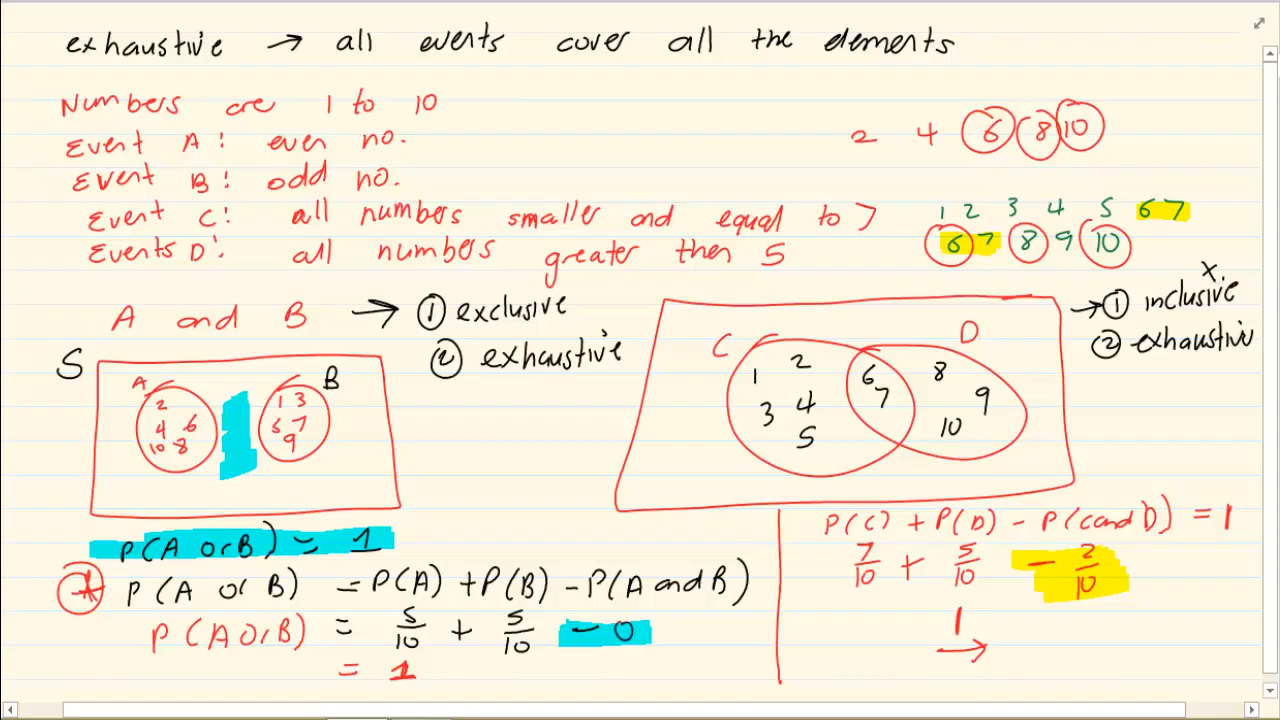 exhaustive → all events cover all the elements
Numbers are 1 to 10
Event A: even no.
2 4 6 8 10
Event B: odd no.
Event C: all numbers smaller and equal to 7
1 2 3 4 5 6 7
Events D: all numbers greater then 5
6 7 8 9 10
A and B → ① exclusive
② exhaustive
→ ① inclusive x.
② exhaustive
S
A
2
4 6
10 8
B
1 3
5 7
9
C
1 2
3 4
5
6
7
D
8
9
10
P(A or B) = 1
* P(A or B) = P(A) + P(B) - P(A and B)
P(A or B) = 5/10 + 5/10 - 0
= 1
P(C) + P(D) - P(C and D) = 1
7/10 + 5/10 - 2/10
1
→